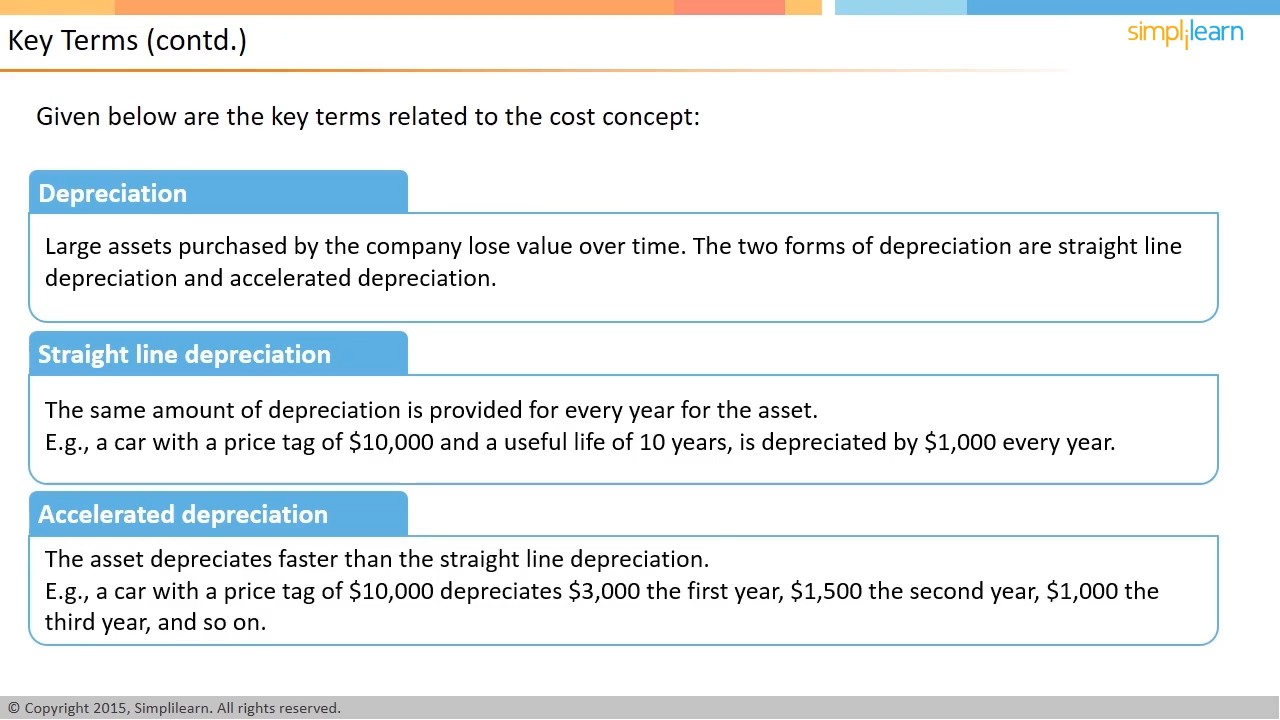 Key Terms (contd.)
simplilearn
Given below are the key terms related to the cost concept:
Depreciation
Large assets purchased by the company lose value over time. The two forms of depreciation are straight line
depreciation and accelerated depreciation.
Straight line depreciation
The same amount of depreciation is provided for every year for the asset.
E.g., a car with a price tag of $10,000 and a useful life of 10 years, is depreciated by $1,000 every year.
Accelerated depreciation
The asset depreciates faster than the straight line depreciation.
E.g., a car with a price tag of $10,000 depreciates $3,000 the first year, $1,500 the second year, $1,000 the
third year, and so on.
© Copyright 2015, Simplilearn. All rights reserved.